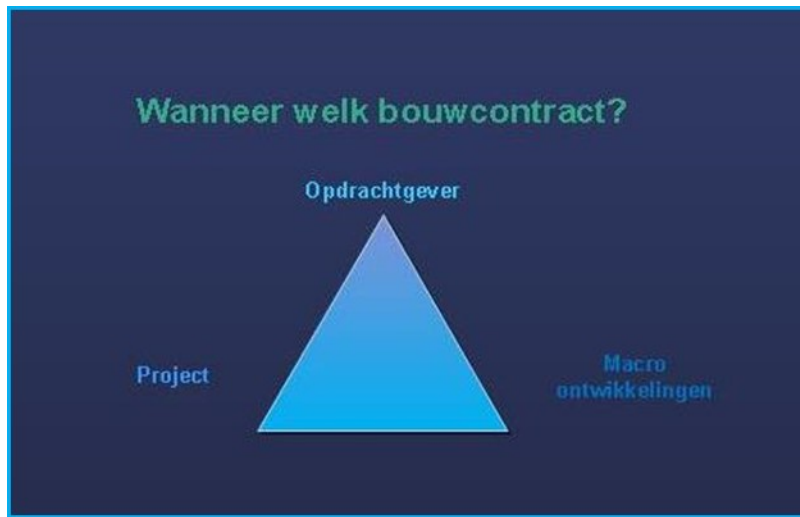 Wanneer welk bouwcontract?
Opdrachtgever
Project
Macro
ontwikkelingen